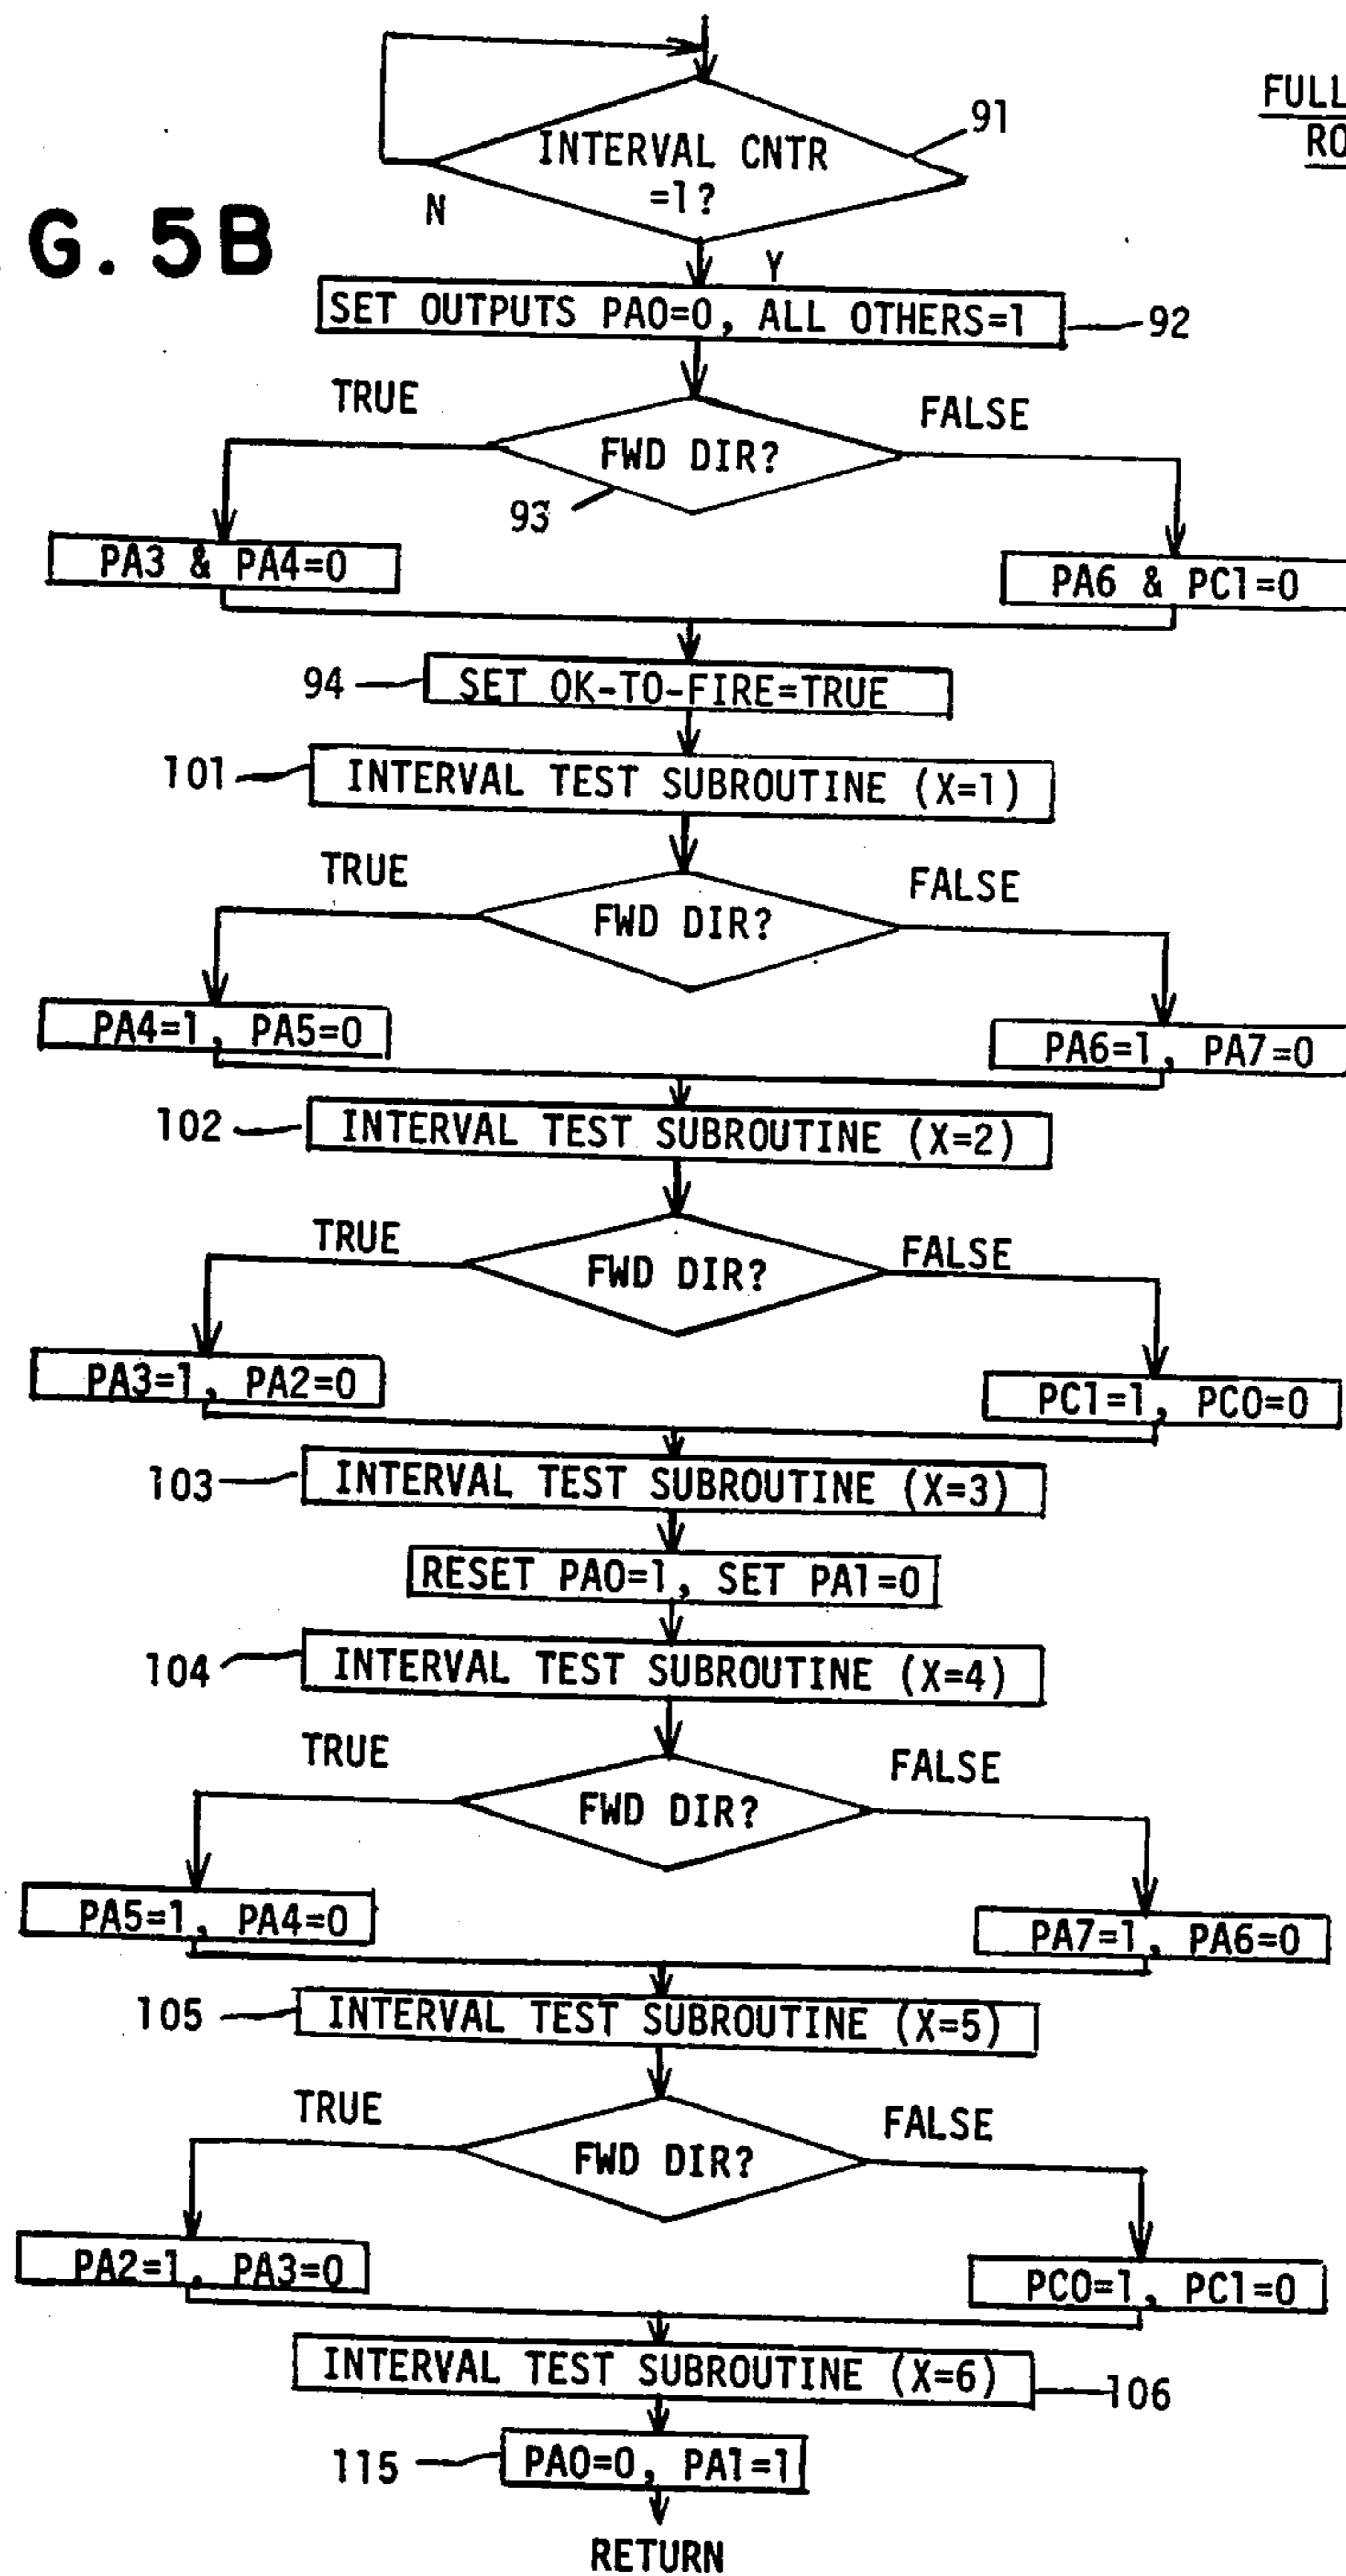 FULL
RO
INTERVAL CNTR
=1?
91
N
G. 5B
Y
SET OUTPUTS PA0=0, ALL OTHERS=1
92
TRUE
FALSE
FWD DIR?
93
PA3 & PA4=0
PA6 & PC1=0
94
SET OK-TO-FIRE=TRUE
101
INTERVAL TEST SUBROUTINE (X=1)
TRUE
FALSE
FWD DIR?
PA4=1, PA5=0
PA6=1, PA7=0
102
INTERVAL TEST SUBROUTINE (X=2)
TRUE
FALSE
FWD DIR?
PA3=1, PA2=0
PC1=1, PC0=0
103
INTERVAL TEST SUBROUTINE (X=3)
RESET PA0=1, SET PA1=0
104
INTERVAL TEST SUBROUTINE (X=4)
TRUE
FALSE
FWD DIR?
PA5=1, PA4=0
PA7=1, PA6=0
105
INTERVAL TEST SUBROUTINE (X=5)
TRUE
FALSE
FWD DIR?
PA2=1, PA3=0
PC0=1, PC1=0
INTERVAL TEST SUBROUTINE (X=6)
106
115
PA0=0, PA1=1
RETURN